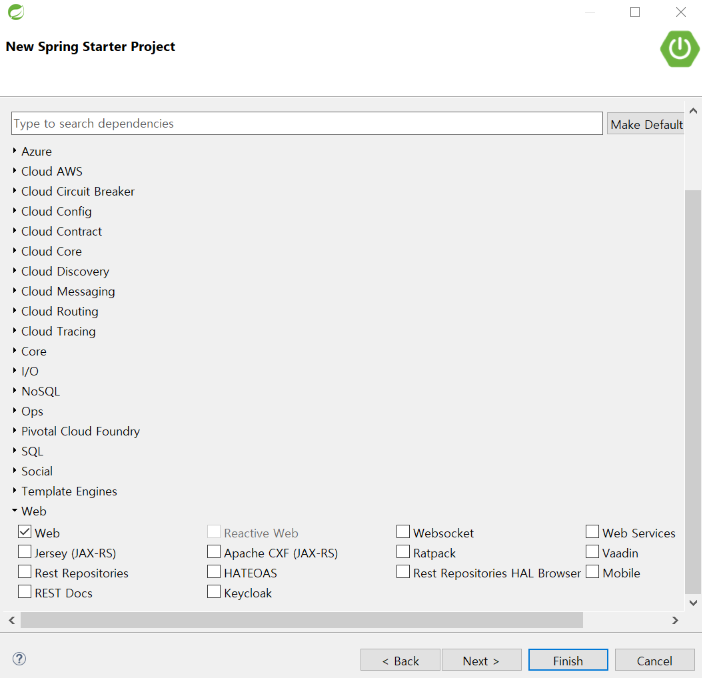 New Spring Starter Project
Type to search dependencies
Make Default
Azure
Cloud AWS
Cloud Circuit Breaker
Cloud Config
Cloud Contract
Cloud Core
Cloud Discovery
Cloud Messaging
Cloud Routing
Cloud Tracing
Core
I/O
NoSQL
Ops
Pivotal Cloud Foundry
SQL
Social
Template Engines
Web
Web Reactive Web Websocket Web Services
Jersey (JAX-RS) Apache CXF (JAX-RS) Ratpack Vaadin
Rest Repositories HATEOAS Rest Repositories HAL Browser Mobile
REST Docs Keycloak
? < Back Next > Finish Cancel